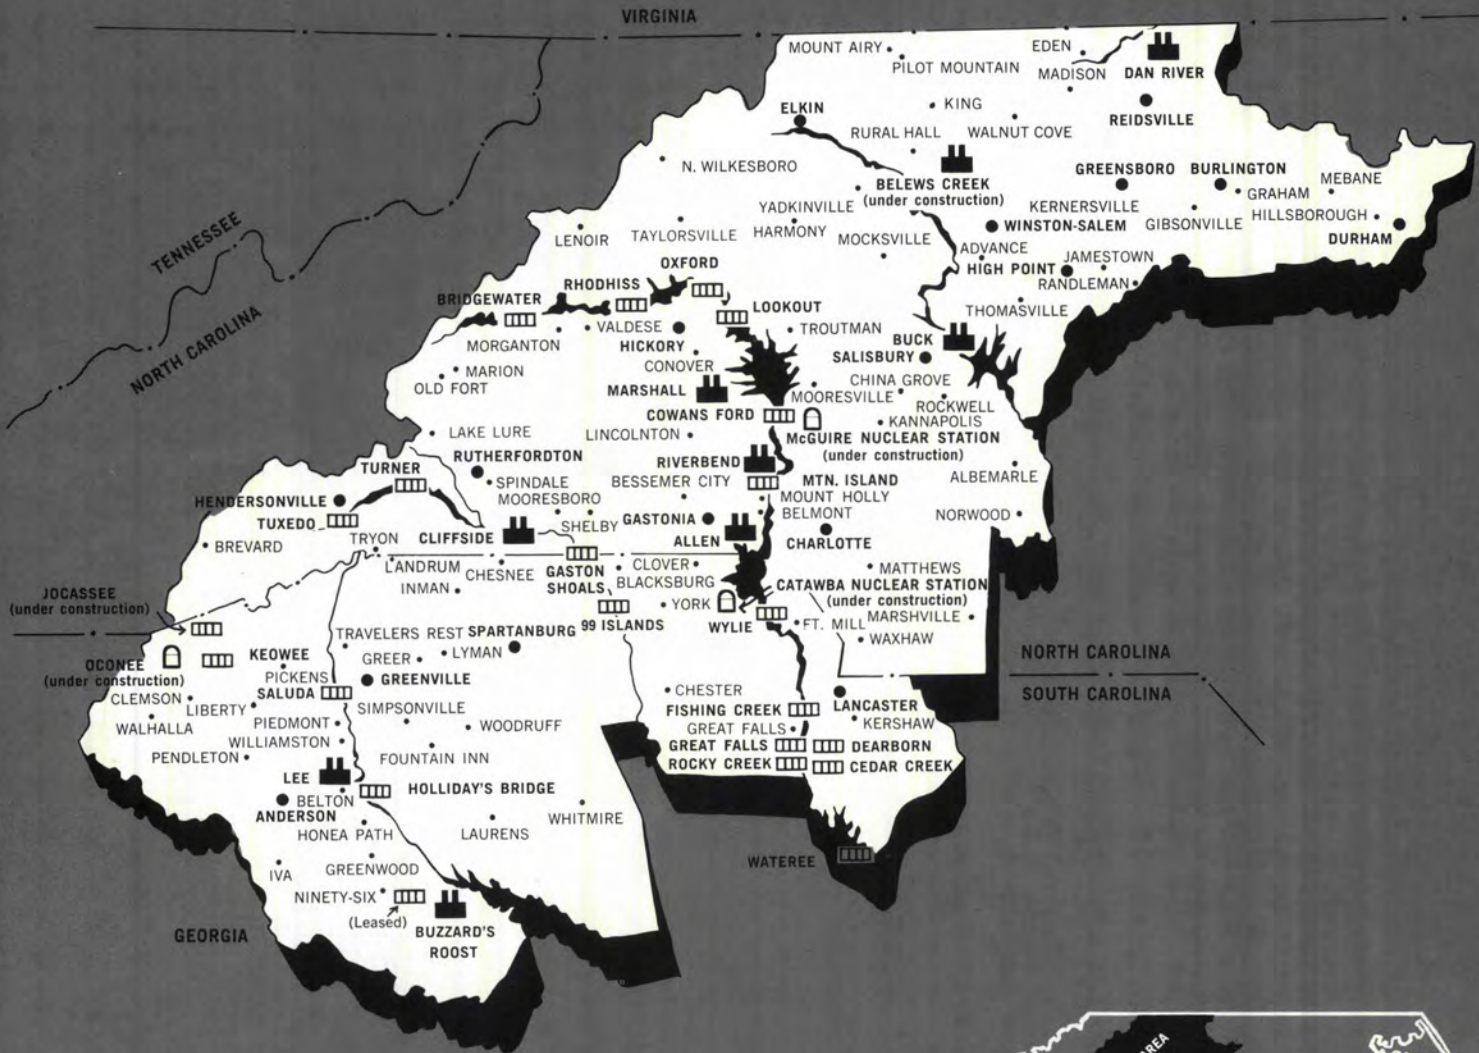 VIRGINIA
MOUNT AIRY
EDEN
PILOT MOUNTAIN
MADISON
DAN RIVER
ELKIN
KING
REIDSVILLE
RURAL HALL
WALNUT COVE
N. WILKESBORO
BELEWS CREEK
(under construction)
GREENSBORO
BURLINGTON
MEBANE
GRAHAM
YADKINVILLE
KERNERSVILLE
GIBSONVILLE
HILLSBOROUGH
TENNESSEE
LENOIR
TAYLORSVILLE
HARMONY
MOCKSVILLE
WINSTON-SALEM
DURHAM
ADVANCE
HIGH POINT
JAMESTOWN
RANDLEMAN
OXFORD
RHODHISS
BRIDGEWATER
LOOKOUT
THOMASVILLE
NORTH CAROLINA
VALDESE
TROUTMAN
MORGANTON
HICKORY
BUCK
CONOVER
SALISBURY
MARION
OLD FORT
MARSHALL
CHINA GROVE
MOORESVILLE
ROCKWELL
COWANS FORD
KANNAPOLIS
LAKE LURE
LINCOLNTON
McGUIRE NUCLEAR STATION
(under construction)
RUTHERFORDTON
RIVERBEND
TURNER
SPINDALE
BESSEMER CITY
MTN. ISLAND
ALBEMARLE
HENDERSONVILLE
MOORESBORO
MOUNT HOLLY
TUXEDO
SHELBY
GASTONIA
BELMONT
NORWOOD
BREVARD
TRYON
CLIFFSIDE
ALLEN
CHARLOTTE
LANDRUM
CHESNEE
GASTON
SHOALS
CLOVER
MATTHEWS
INMAN
BLACKSBURG
CATAWBA NUCLEAR STATION
(under construction)
JOCASSEE
(under construction)
YORK
99 ISLANDS
WYLIE
FT. MILL
MARSHVILLE
TRAVELERS REST
SPARTANBURG
WAXHAW
OCONEE
(under construction)
KEOWEE
GREER
LYMAN
NORTH CAROLINA
SOUTH CAROLINA
PICKENS
GREENVILLE
CLEMSON
SALUDA
CHESTER
LIBERTY
SIMPSONVILLE
FISHING CREEK
LANCASTER
WALHALLA
PIEDMONT
WOODRUFF
GREAT FALLS
KERSHAW
WILLIAMSTON
GREAT FALLS
DEARBORN
PENDLETON
FOUNTAIN INN
ROCKY CREEK
CEDAR CREEK
LEE
BELTON
HOLLIDAY'S BRIDGE
ANDERSON
WHITMIRE
HONEA PATH
LAURENS
WATEREE
IVA
GREENWOOD
NINETY-SIX
(Leased)
BUZZARD'S
ROOST
GEORGIA
AREA